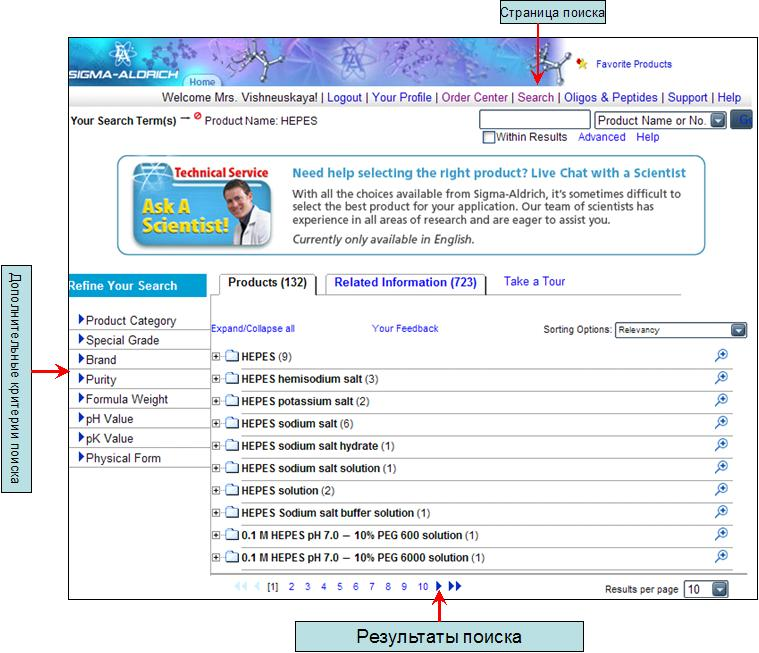 Страница поиска
SIGMA-ALDRICH
Home
Favorite Products
Welcome Mrs. Vishneuskaya! | Logout | Your Profile | Order Center | Search | Oligos & Peptides | Support | Help
Your Search Term(s) Product Name: HEPES
Product Name or No.
Within Results Advanced Help
Technical Service
Ask A
Scientist!
Need help selecting the right product? Live Chat with a Scientist
With all the choices available from Sigma-Aldrich, it's sometimes difficult to
select the best product for your application. Our team of scientists has
experience in all areas of research and are eager to assist you.
Currently only available in English.
Дополнительные критерии поиска
Refine Your Search
Product Category
Special Grade
Brand
Purity
Formula Weight
pH Value
pK Value
Physical Form
Products (132) Related Information (723) Take a Tour
Expand/Collapse all Your Feedback Sorting Options: Relevancy
HEPES (9)
HEPES hemisodium salt (3)
HEPES potassium salt (2)
HEPES sodium salt (6)
HEPES sodium salt hydrate (1)
HEPES sodium salt solution (1)
HEPES solution (2)
HEPES Sodium salt buffer solution (1)
0.1 M HEPES pH 7.0 — 10% PEG 600 solution (1)
0.1 M HEPES pH 7.0 — 10% PEG 6000 solution (1)
[1] 2 3 4 5 6 7 8 9 10
Results per page 10
Результаты поиска